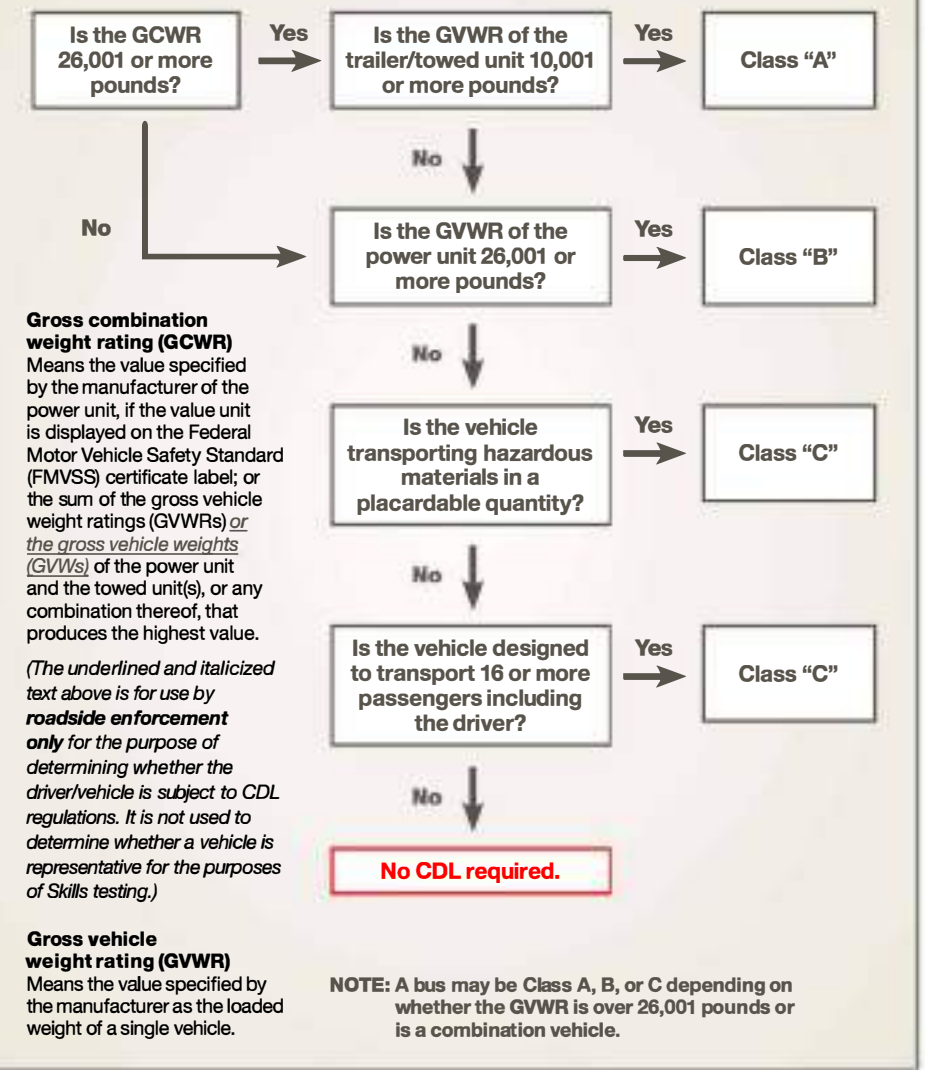 Is the GCWR
26,001 or more
pounds?
Yes
Is the GVWR of the
trailer/towed unit 10,001
or more pounds?
Yes
Class “A”
No
No
Is the GVWR of the
power unit 26,001 or
more pounds?
Yes
Class “B”
No
Is the vehicle
transporting hazardous
materials in a
placardable quantity?
Yes
Class “C”
No
Is the vehicle designed
to transport 16 or more
passengers including
the driver?
Yes
Class “C”
No
No CDL required.
Gross combination
weight rating (GCWR)
Means the value specified
by the manufacturer of the
power unit, if the value unit
is displayed on the Federal
Motor Vehicle Safety Standard
(FMVSS) certificate label; or
the sum of the gross vehicle
weight ratings (GVWRs) or
the gross vehicle weights
(GVWs) of the power unit
and the towed unit(s), or any
combination thereof, that
produces the highest value.
(The underlined and italicized
text above is for use by
roadside enforcement
only for the purpose of
determining whether the
driver/vehicle is subject to CDL
regulations. It is not used to
determine whether a vehicle is
representative for the purposes
of Skills testing.)
Gross vehicle
weight rating (GVWR)
Means the value specified by
the manufacturer as the loaded
weight of a single vehicle.
NOTE: A bus may be Class A, B, or C depending on
whether the GVWR is over 26,001 pounds or
is a combination vehicle.